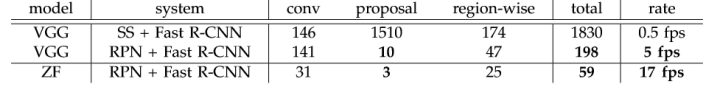 model system conv proposal region-wise total rate
VGG SS + Fast R-CNN 146 1510 174 1830 0.5 fps
VGG RPN + Fast R-CNN 141 10 47 198 5 fps
ZF RPN + Fast R-CNN 31 3 25 59 17 fps